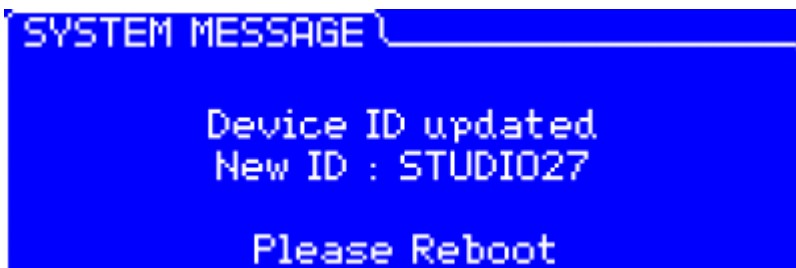 SYSTEM MESSAGE
Device ID updated
New ID : STUDIO27
Please Reboot